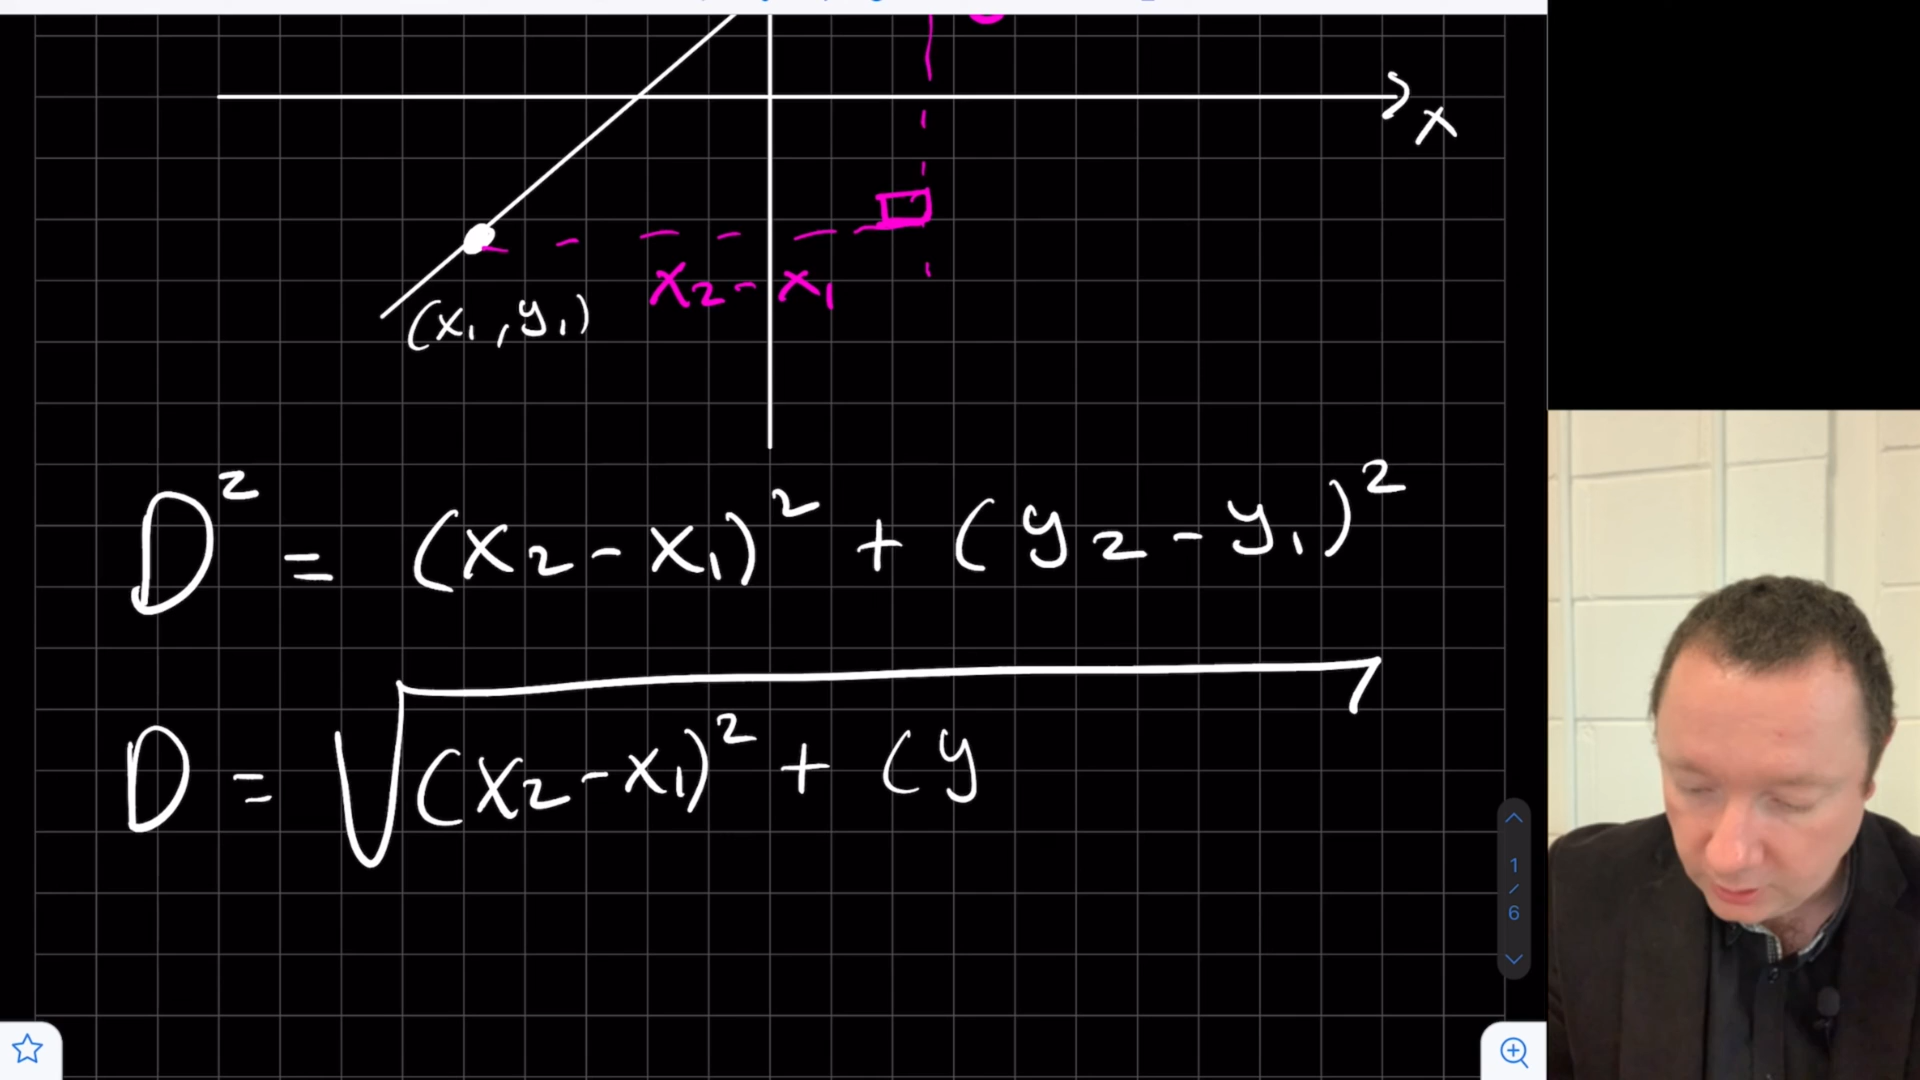 x
x₂ - x₁
(x₁, y₁)
D² = (x₂ - x₁)² + (y₂ - y₁)²
D = √(x₂ - x₁)² + (y
1
/
6